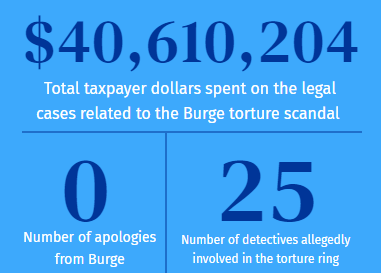 $40,610,204
Total taxpayer dollars spent on the legal
cases related to the Burge torture scandal
0
Number of apologies
from Burge
25
Number of detectives allegedly
involved in the torture ring